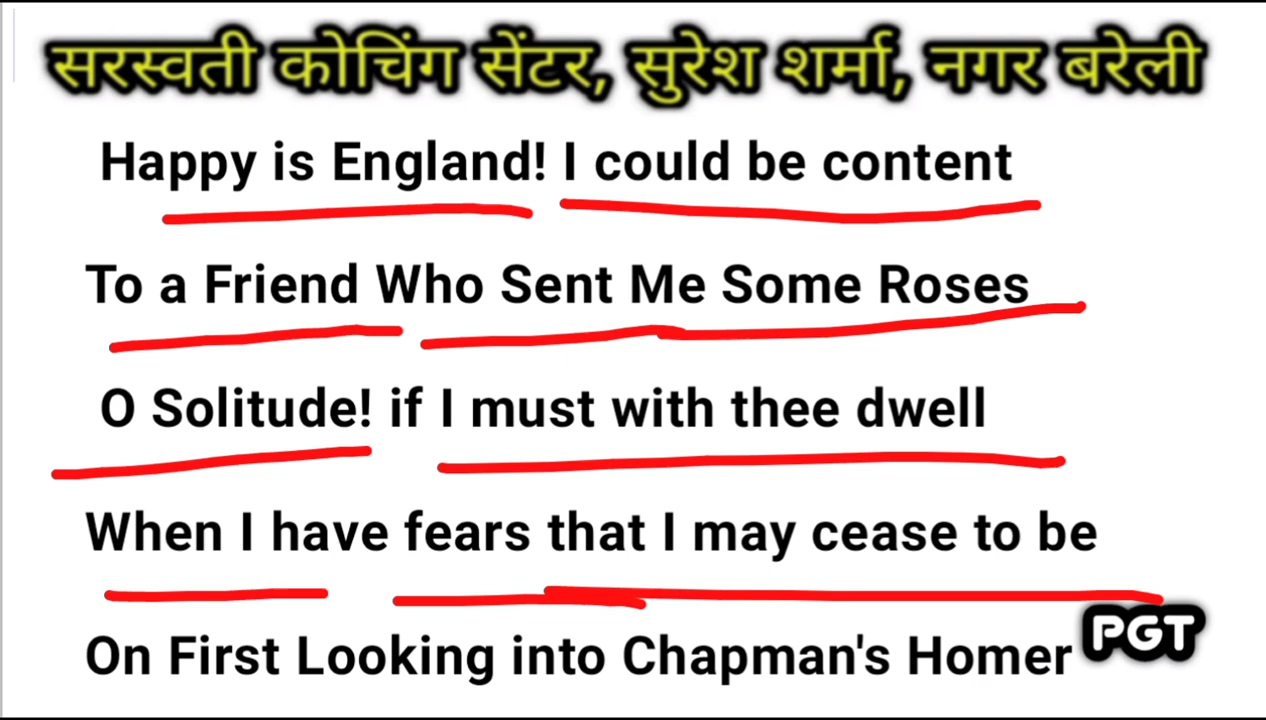 सरस्वती कोचिंग सेंटर, सुरेश शर्मा, नगर बरेली
Happy is England! I could be content
To a Friend Who Sent Me Some Roses
O Solitude! if I must with thee dwell
When I have fears that I may cease to be
On First Looking into Chapman's Homer
PGT